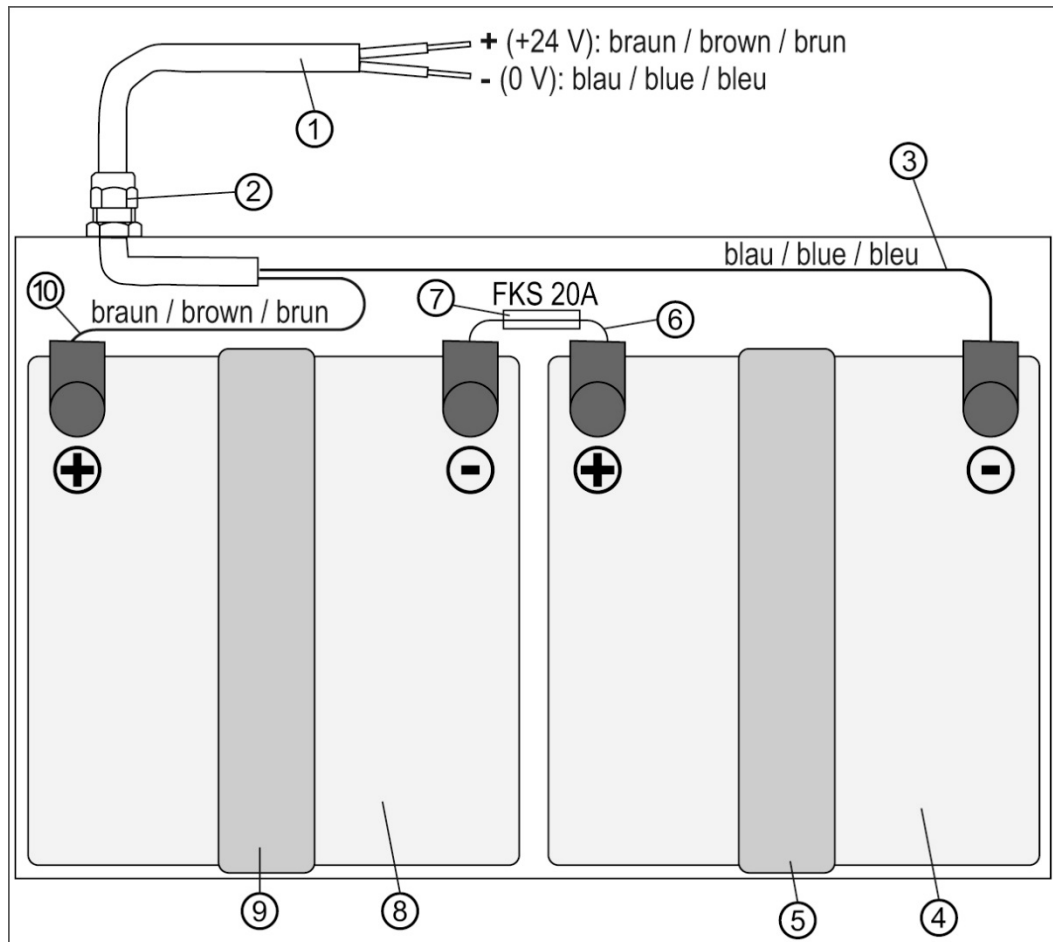 + (+24 V): braun / brown / brun
- (0 V): blau / blue / bleu
1
2
3
blau / blue / bleu
10
braun / brown / brun
7
FKS 20A
6
+
-
+
-
9
8
5
4